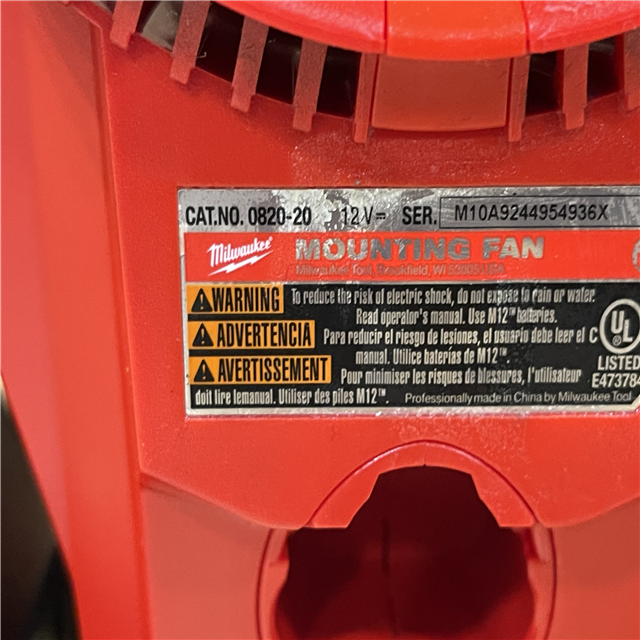 CAT.NO. 0820-20 12V= SER. M10A9244954936X
Milwaukee MOUNTING FAN
Milwaukee Tool, Brookfield, WI 53005 USA
WARNING To reduce the risk of electric shock, do not expose to rain or water.
Read operator's manual. Use M12™ batteries.
ADVERTENCIA Para reducir el riesgo de lesiones, el usuario debe leer el
manual. Utilice baterías de M12™.
AVERTISSEMENT Pour minimiser les risques de blessures, l'utilisateur
doit lire lemanual. Utiliser des piles M12™.
Professionally made in China by Milwaukee Tool
C UL
LISTED
E47378